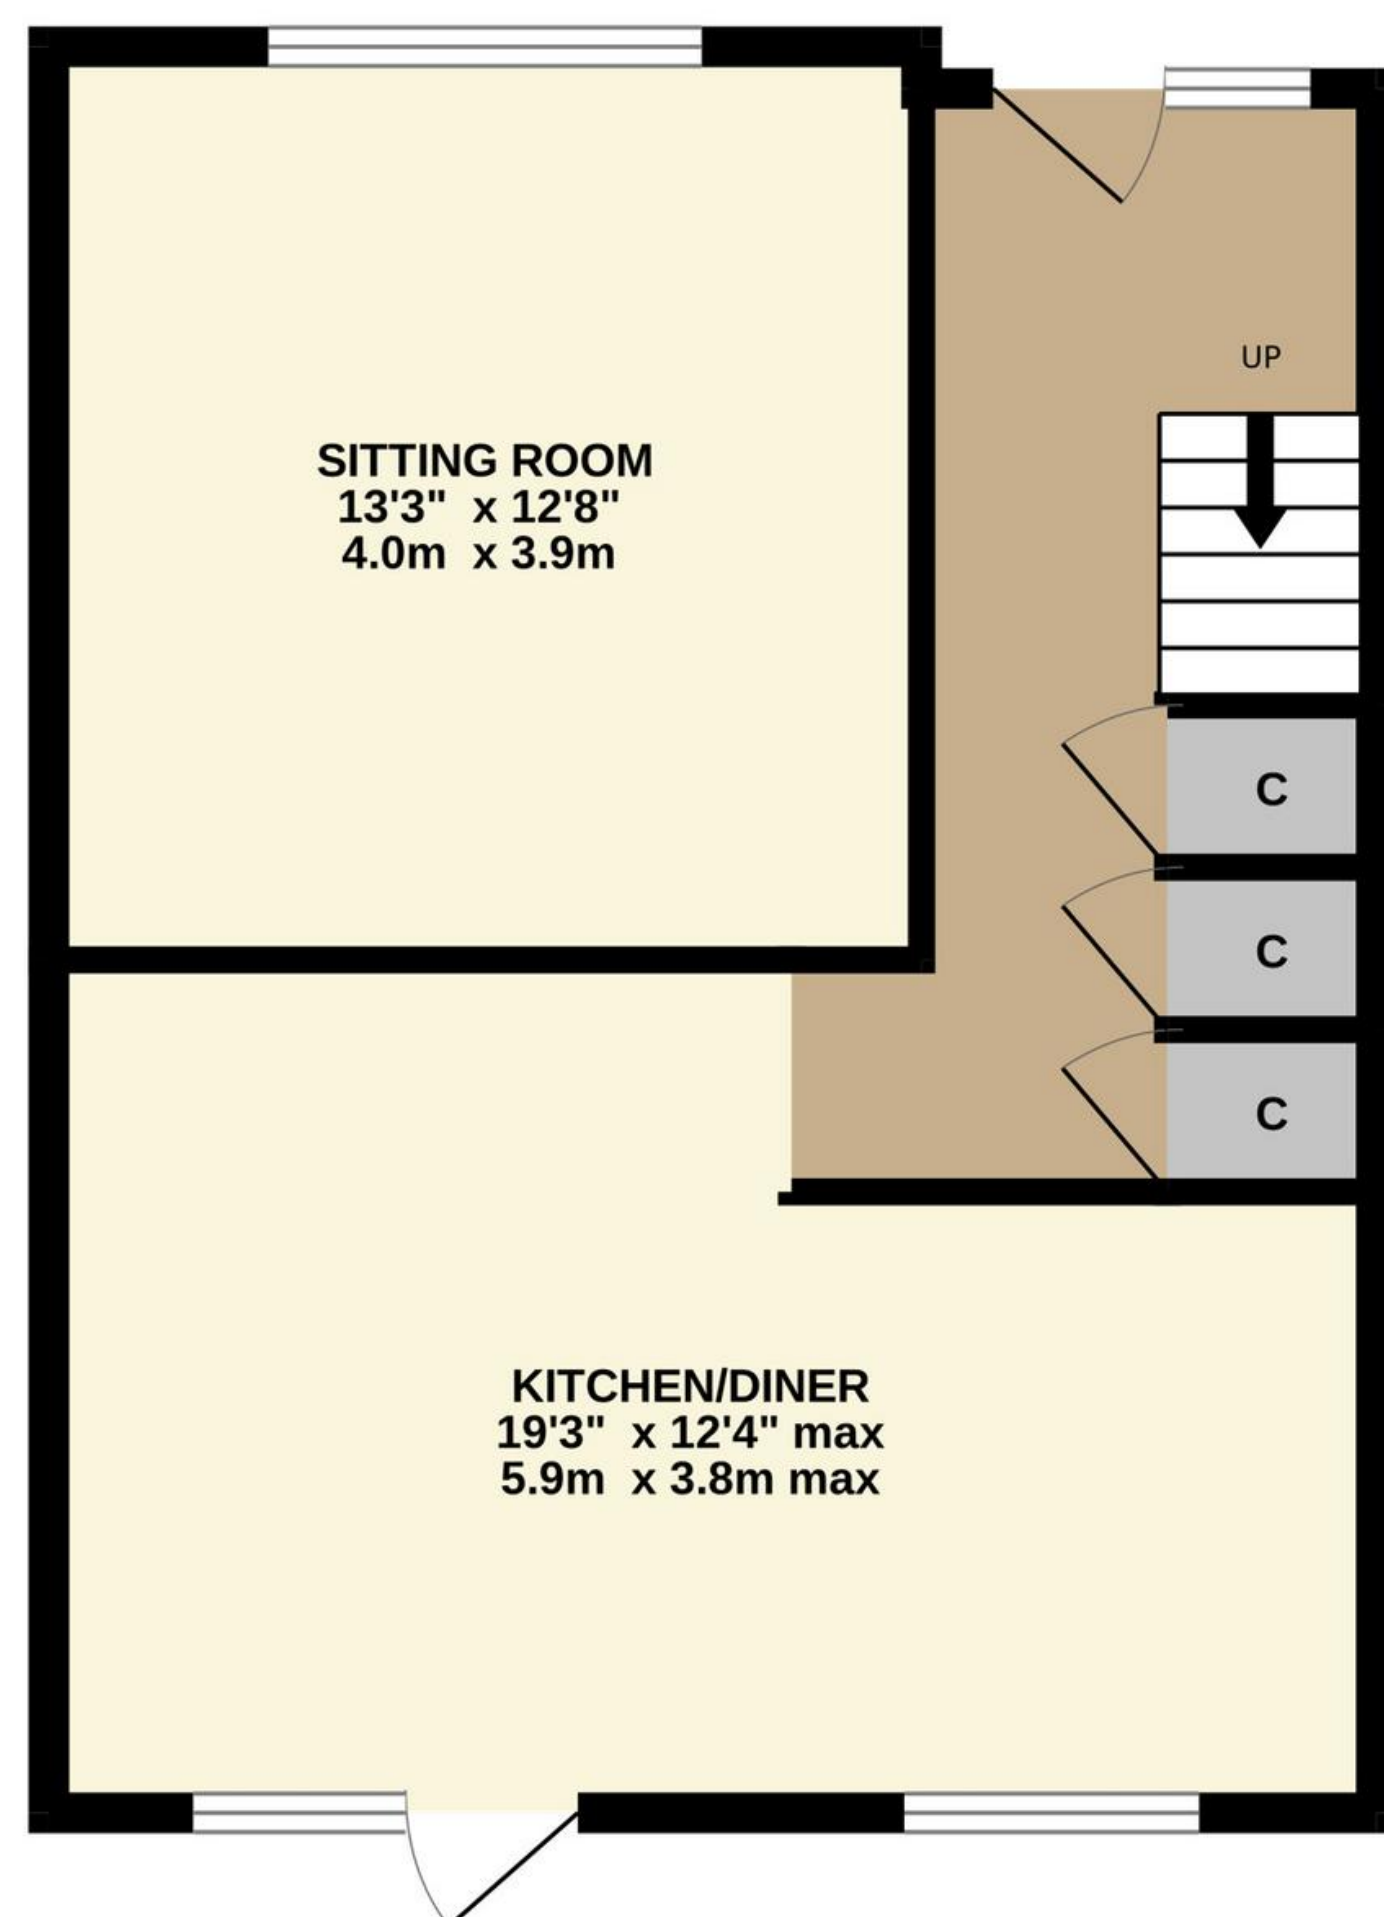 UP
SITTING ROOM
13'3" x 12'8"
4.0m x 3.9m
C
C
C
KITCHEN/DINER
19'3" x 12'4" max
5.9m x 3.8m max